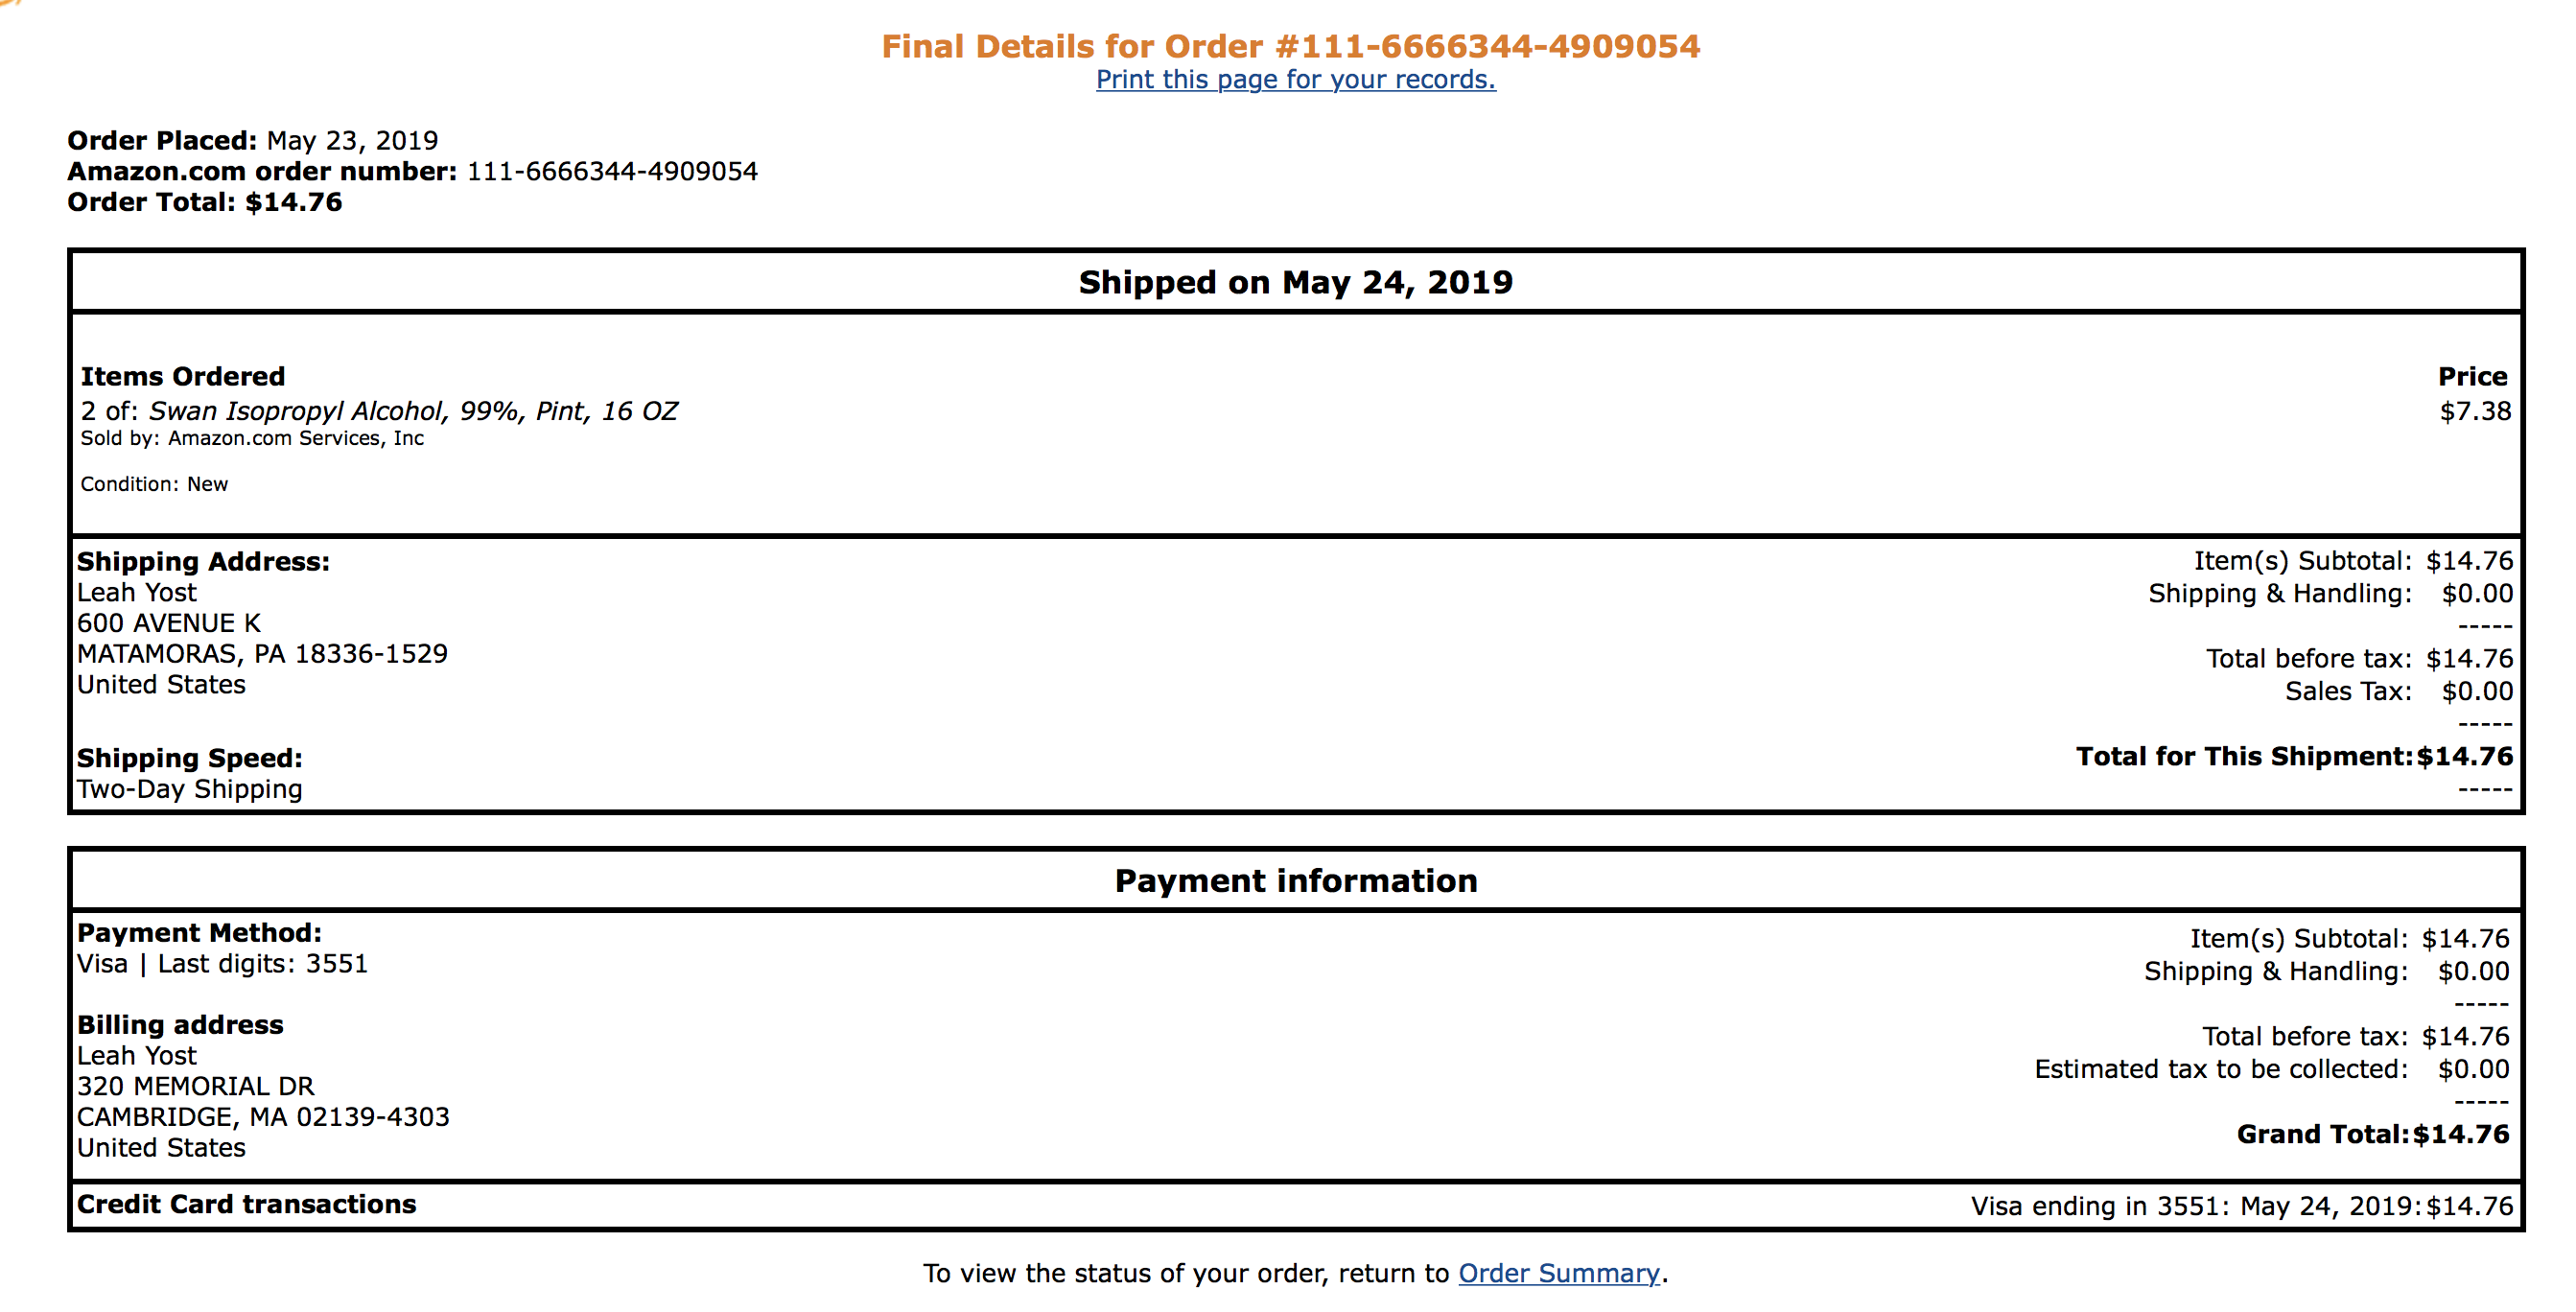 Final Details for Order #111-6666344-4909054
Print this page for your records.
Order Placed: May 23, 2019
Amazon.com order number: 111-6666344-4909054
Order Total: $14.76
Shipped on May 24, 2019
Items Ordered Price
2 of: Swan Isopropyl Alcohol, 99%, Pint, 16 OZ $7.38
Sold by: Amazon.com Services, Inc
Condition: New
Shipping Address:
Leah Yost
600 AVENUE K
MATAMORAS, PA 18336-1529
United States
Shipping Speed:
Two-Day Shipping
Item(s) Subtotal: $14.76
Shipping & Handling: $0.00
-----
Total before tax: $14.76
Sales Tax: $0.00
-----
Total for This Shipment: $14.76
-----
Payment information
Payment Method:
Visa | Last digits: 3551
Billing address
Leah Yost
320 MEMORIAL DR
CAMBRIDGE, MA 02139-4303
United States
Item(s) Subtotal: $14.76
Shipping & Handling: $0.00
-----
Total before tax: $14.76
Estimated tax to be collected: $0.00
-----
Grand Total: $14.76
Credit Card transactions Visa ending in 3551: May 24, 2019: $14.76
To view the status of your order, return to Order Summary.